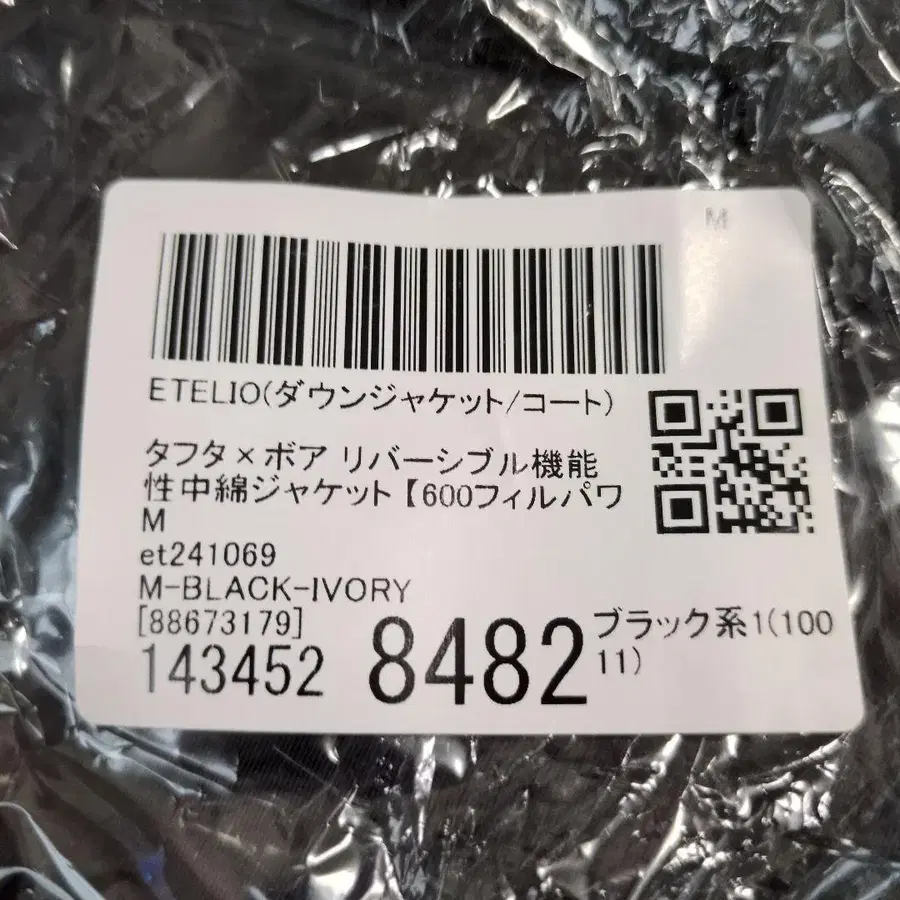 M
ETELIO(ダウンジャケット/コート)
タフタ×ボア リバーシブル機能
性中綿ジャケット【600フィルパワ
M
et241069
M-BLACK-IVORY
[88673179]
143452 8482 ブラック系1(100
11)